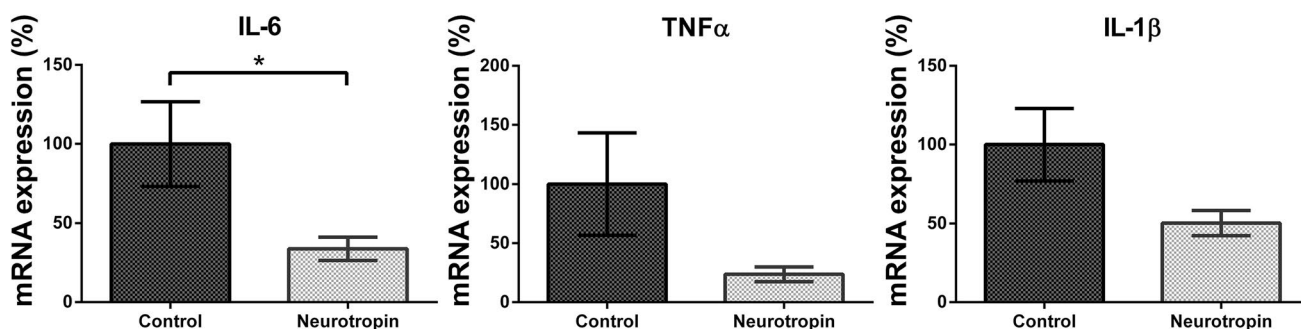 IL-6
mRNA expression (%)
150
100
50
0
*
Control
Neurotropin
TNFα
mRNA expression (%)
200
150
100
50
0
Control
Neurotropin
IL-1β
mRNA expression (%)
150
100
50
0
Control
Neurotropin